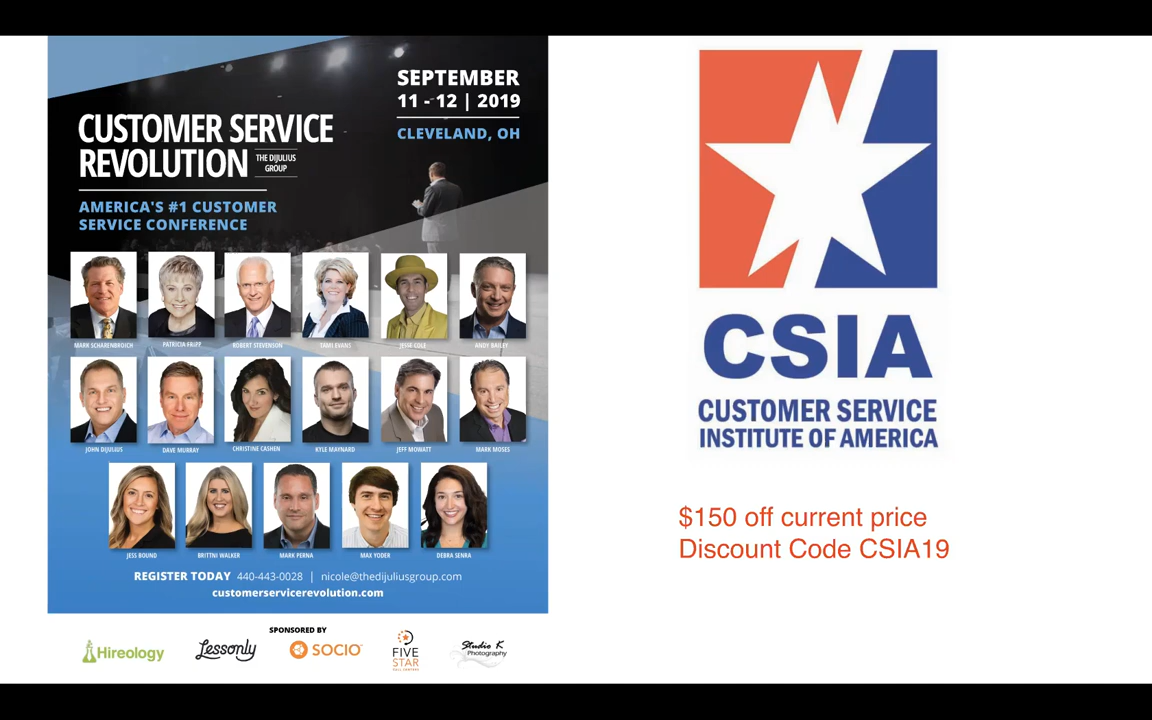 SEPTEMBER
11 - 12 | 2019
CLEVELAND, OH
CUSTOMER SERVICE
REVOLUTION
THE DIJULIUS
GROUP
AMERICA'S #1 CUSTOMER
SERVICE CONFERENCE
MARK SCHARENBROICH
PATRICIA FRIPP
ROBERT STEVENSON
TAMI EVANS
JESSE COLE
ANDY BAILEY
JOHN DIJULIUS
DAVE MURRAY
CHRISTINE CASHEN
KYLE MAYNARD
JEFF MOWATT
MARK MOSES
JESS BOUND
BRITTNI WALKER
MARK PERNA
MAX YODER
DEBRA SENRA
REGISTER TODAY 440-443-0028 | nicole@thedijuliusgroup.com
customerservicerevolution.com
SPONSORED BY
Hireology
Lessonly
SOCIO
FIVE
STAR
CALL CENTERS
Studio K
Photography
CSIA
CUSTOMER SERVICE
INSTITUTE OF AMERICA
$150 off current price
Discount Code CSIA19